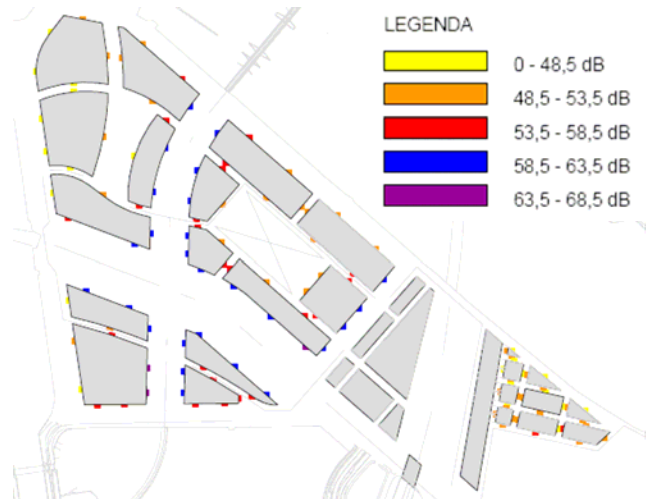 LEGENDA
0 - 48,5 dB
48,5 - 53,5 dB
53,5 - 58,5 dB
58,5 - 63,5 dB
63,5 - 68,5 dB